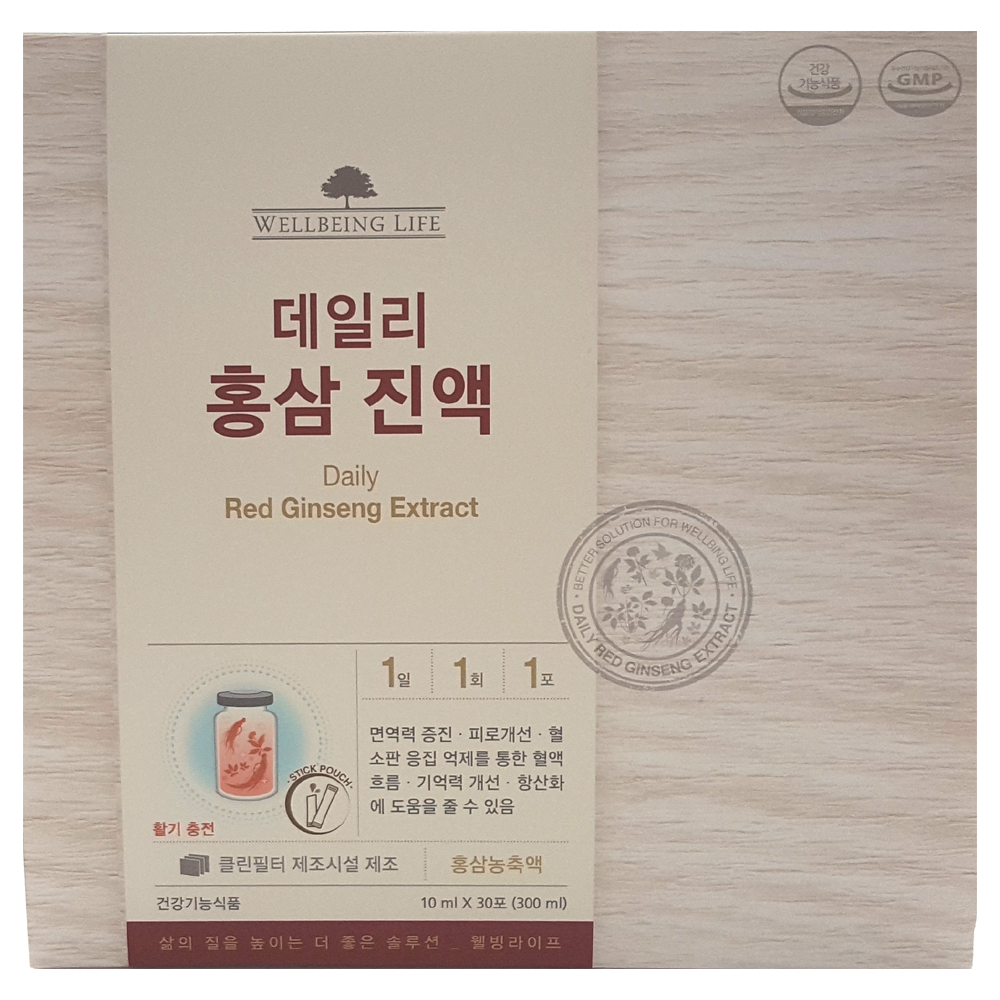 건강
기능식품
GMP
WELLBEING LIFE
데일리
홍삼 진액
Daily
Red Ginseng Extract
· BETTER SOLUTION FOR WELLBING LIFE ·
DAILY RED GINSENG EXTRACT
1일 1회 1포
면역력 증진 · 피로개선 · 혈
소판 응집 억제를 통한 혈액
흐름 · 기억력 개선 · 항산화
에 도움을 줄 수 있음
·STICK POUCH·
활기 충전
클린필터 제조시설 제조
홍삼농축액
건강기능식품
10 ml X 30포 (300 ml)
삶의 질을 높이는 더 좋은 솔루션 _ 웰빙라이프